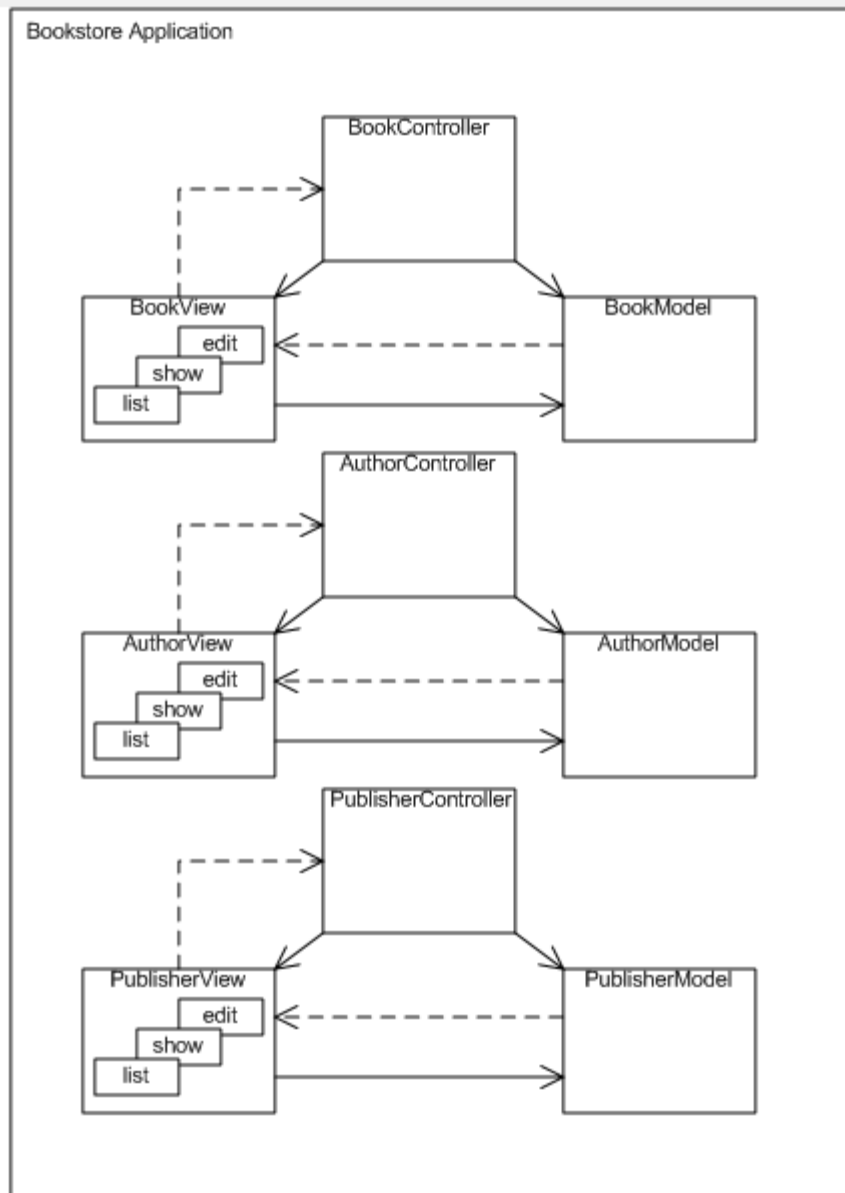 Bookstore Application
BookController
BookView
BookModel
edit
show
list
AuthorController
AuthorView
AuthorModel
edit
show
list
PublisherController
PublisherView
PublisherModel
edit
show
list